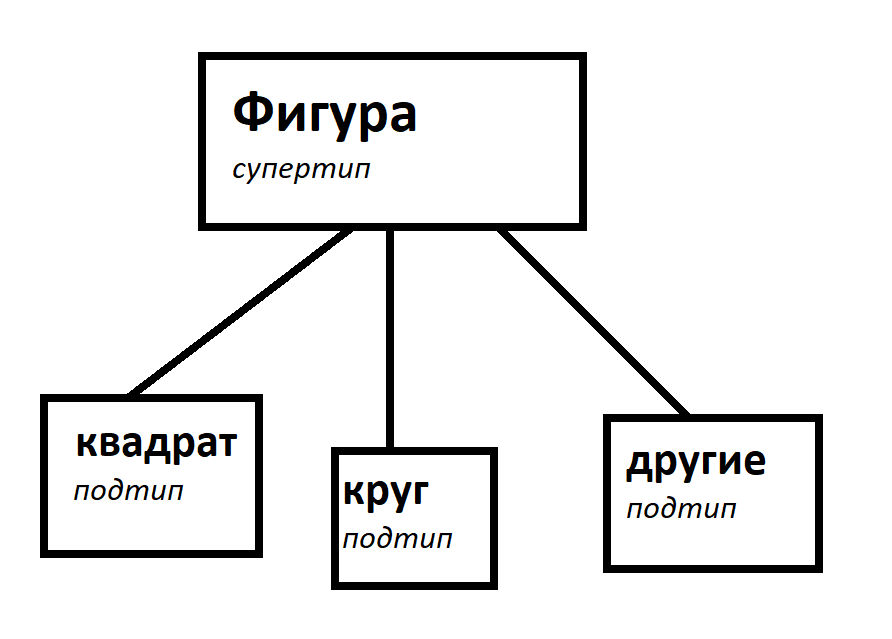 Фигура
супертип
квадрат
подтип
круг
подтип
другие
подтип